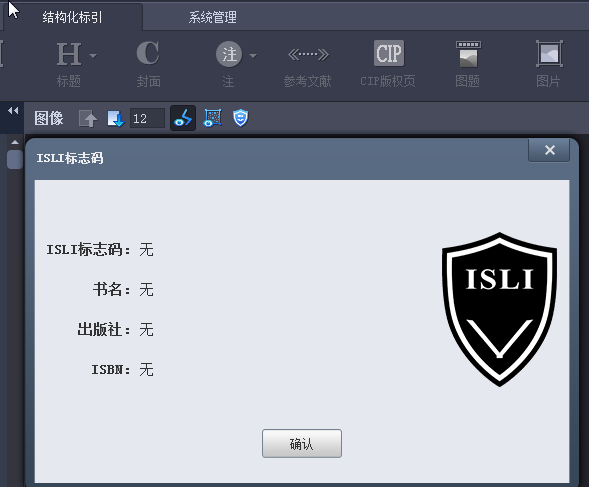 结构化标引 系统管理
H C 注 CIP
标题 封面 注 参考文献 CIP版权页 图题 图片
图像 12
ISLI标志码
ISLI标志码：无
书名：无
出版社：无
ISBN：无
ISLI
确认